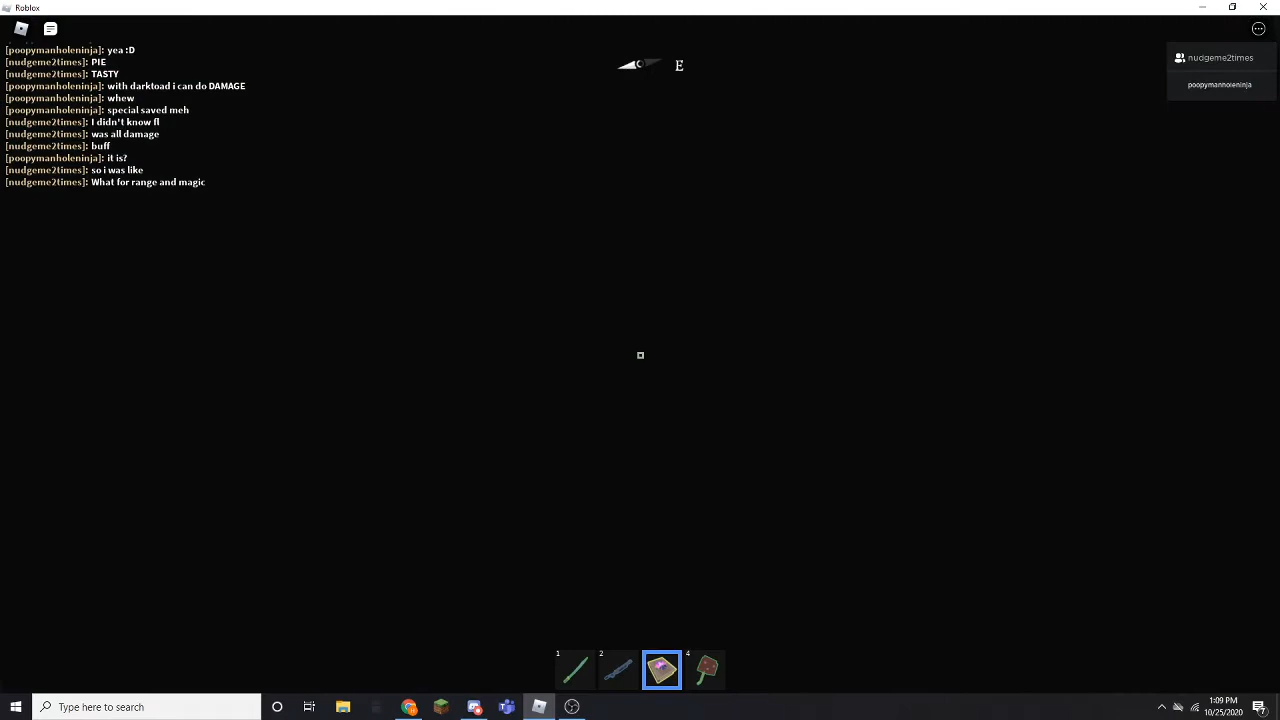 Roblox
[poopymanholeninja]: yea :D
[nudgeme2times]: PIE
[nudgeme2times]: TASTY
[poopymanholeninja]: with darktoad i can do DAMAGE
[poopymanholeninja]: whew
[poopymanholeninja]: special saved meh
[nudgeme2times]: I didn't know fl
[nudgeme2times]: was all damage
[nudgeme2times]: buff
[poopymanholeninja]: it is?
[nudgeme2times]: so i was like
[nudgeme2times]: What for range and magic
E
nudgeme2times
poopymanholeninja
1 2 4
Type here to search
1:09 PM
10/25/2020